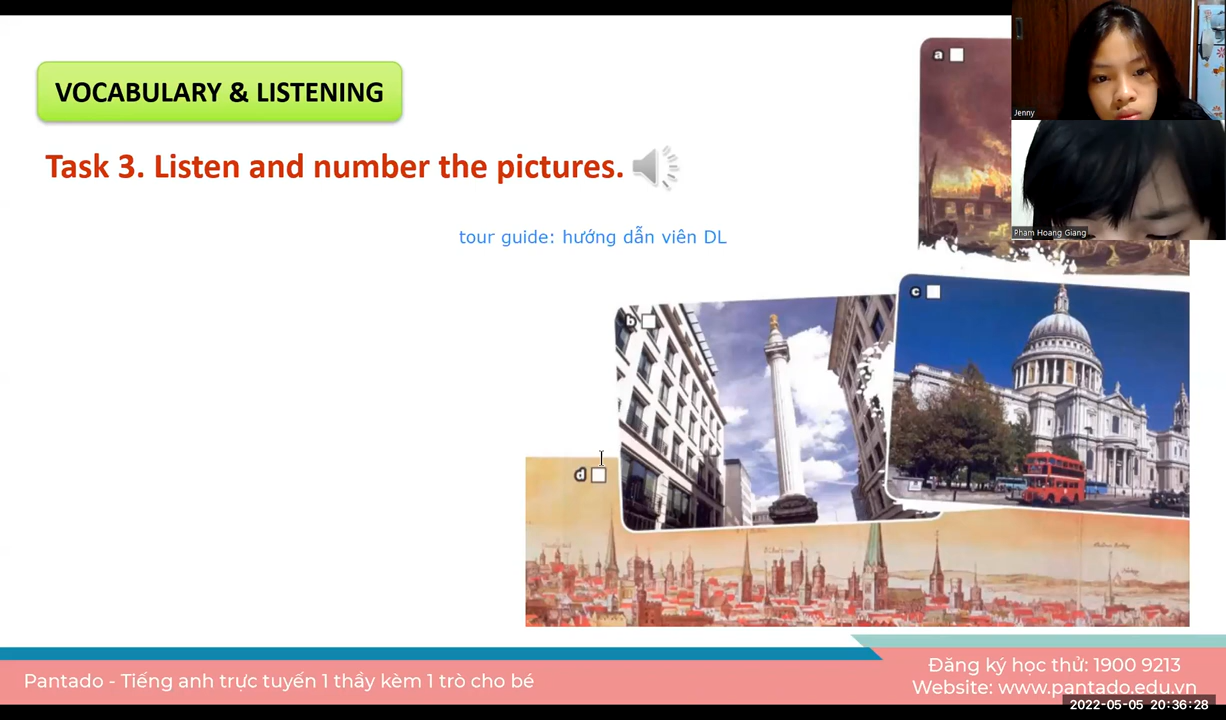 a
Jenny
VOCABULARY & LISTENING
Task 3. Listen and number the pictures.
Phạm Hoang Giang
tour guide: hướng dẫn viên DL
c
b
d
Đăng ký học thử: 1900 9213
Pantado - Tiếng anh trực tuyến 1 thầy kèm 1 trò cho bé
Website: www.pantado.edu.vn
2022-05-05 20:36:28